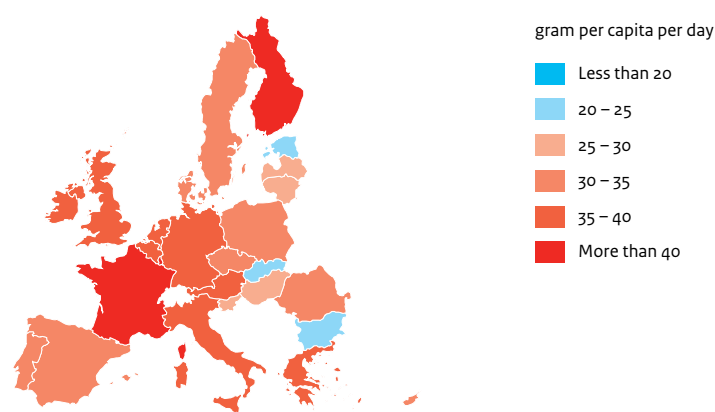 gram per capita per day
Less than 20
20 – 25
25 – 30
30 – 35
35 – 40
More than 40